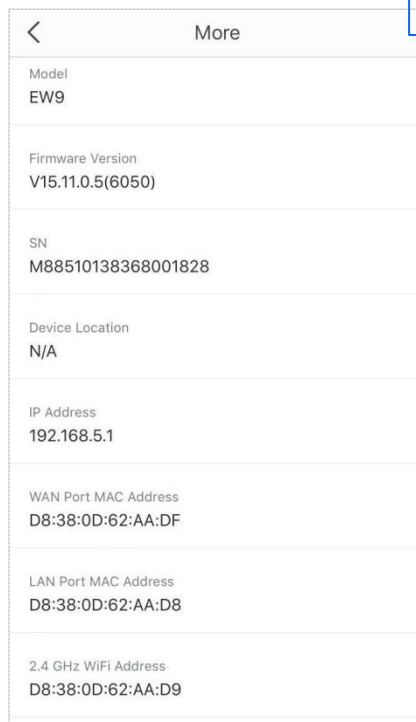 More
Model
EW9
Firmware Version
V15.11.0.5(6050)
SN
M88510138368001828
Device Location
N/A
IP Address
192.168.5.1
WAN Port MAC Address
D8:38:0D:62:AA:DF
LAN Port MAC Address
D8:38:0D:62:AA:D8
2.4 GHz WiFi Address
D8:38:0D:62:AA:D9